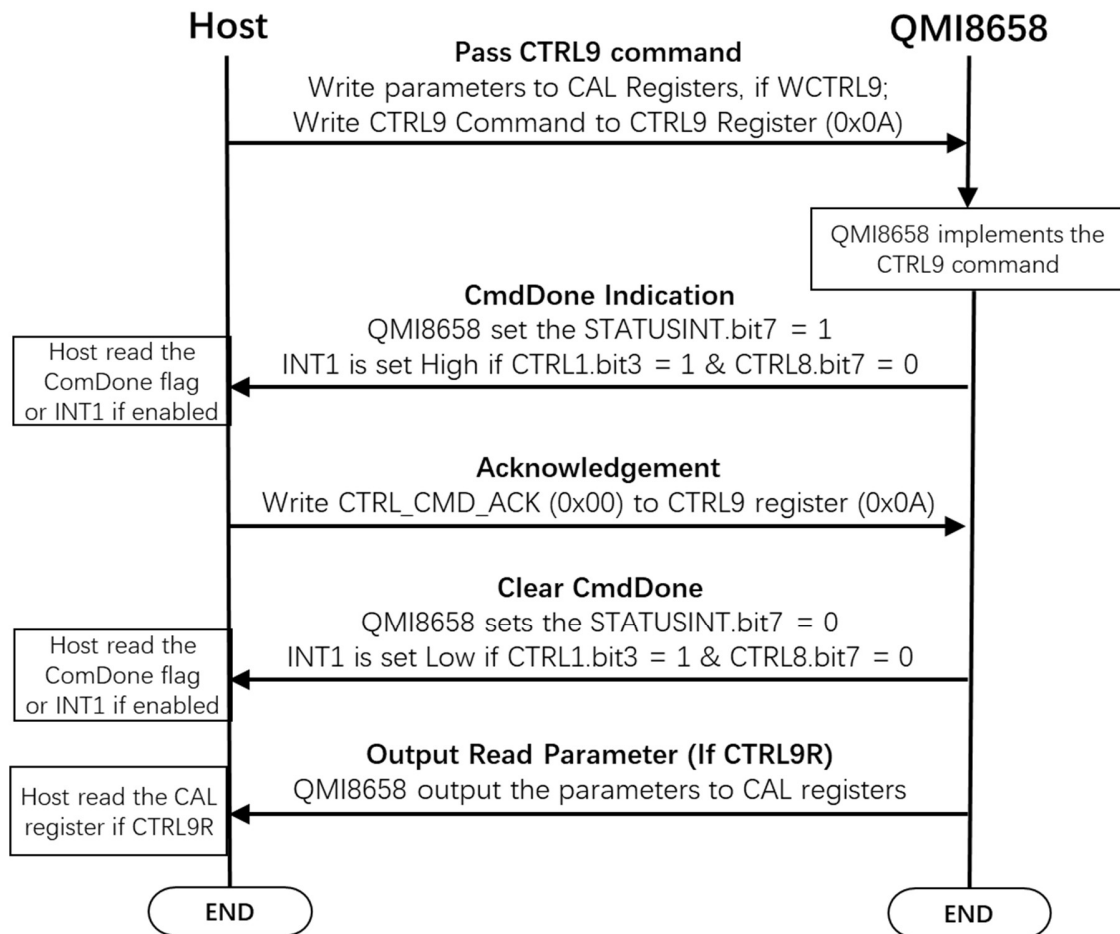 Host
QMI8658
Pass CTRL9 command
Write parameters to CAL Registers, if WCTRL9;
Write CTRL9 Command to CTRL9 Register (0x0A)
QMI8658 implements the
CTRL9 command
CmdDone Indication
QMI8658 set the STATUSINT.bit7 = 1
INT1 is set High if CTRL1.bit3 = 1 & CTRL8.bit7 = 0
Host read the
ComDone flag
or INT1 if enabled
Acknowledgement
Write CTRL_CMD_ACK (0x00) to CTRL9 register (0x0A)
Clear CmdDone
QMI8658 sets the STATUSINT.bit7 = 0
INT1 is set Low if CTRL1.bit3 = 1 & CTRL8.bit7 = 0
Host read the
ComDone flag
or INT1 if enabled
Output Read Parameter (If CTRL9R)
QMI8658 output the parameters to CAL registers
Host read the CAL
register if CTRL9R
END
END